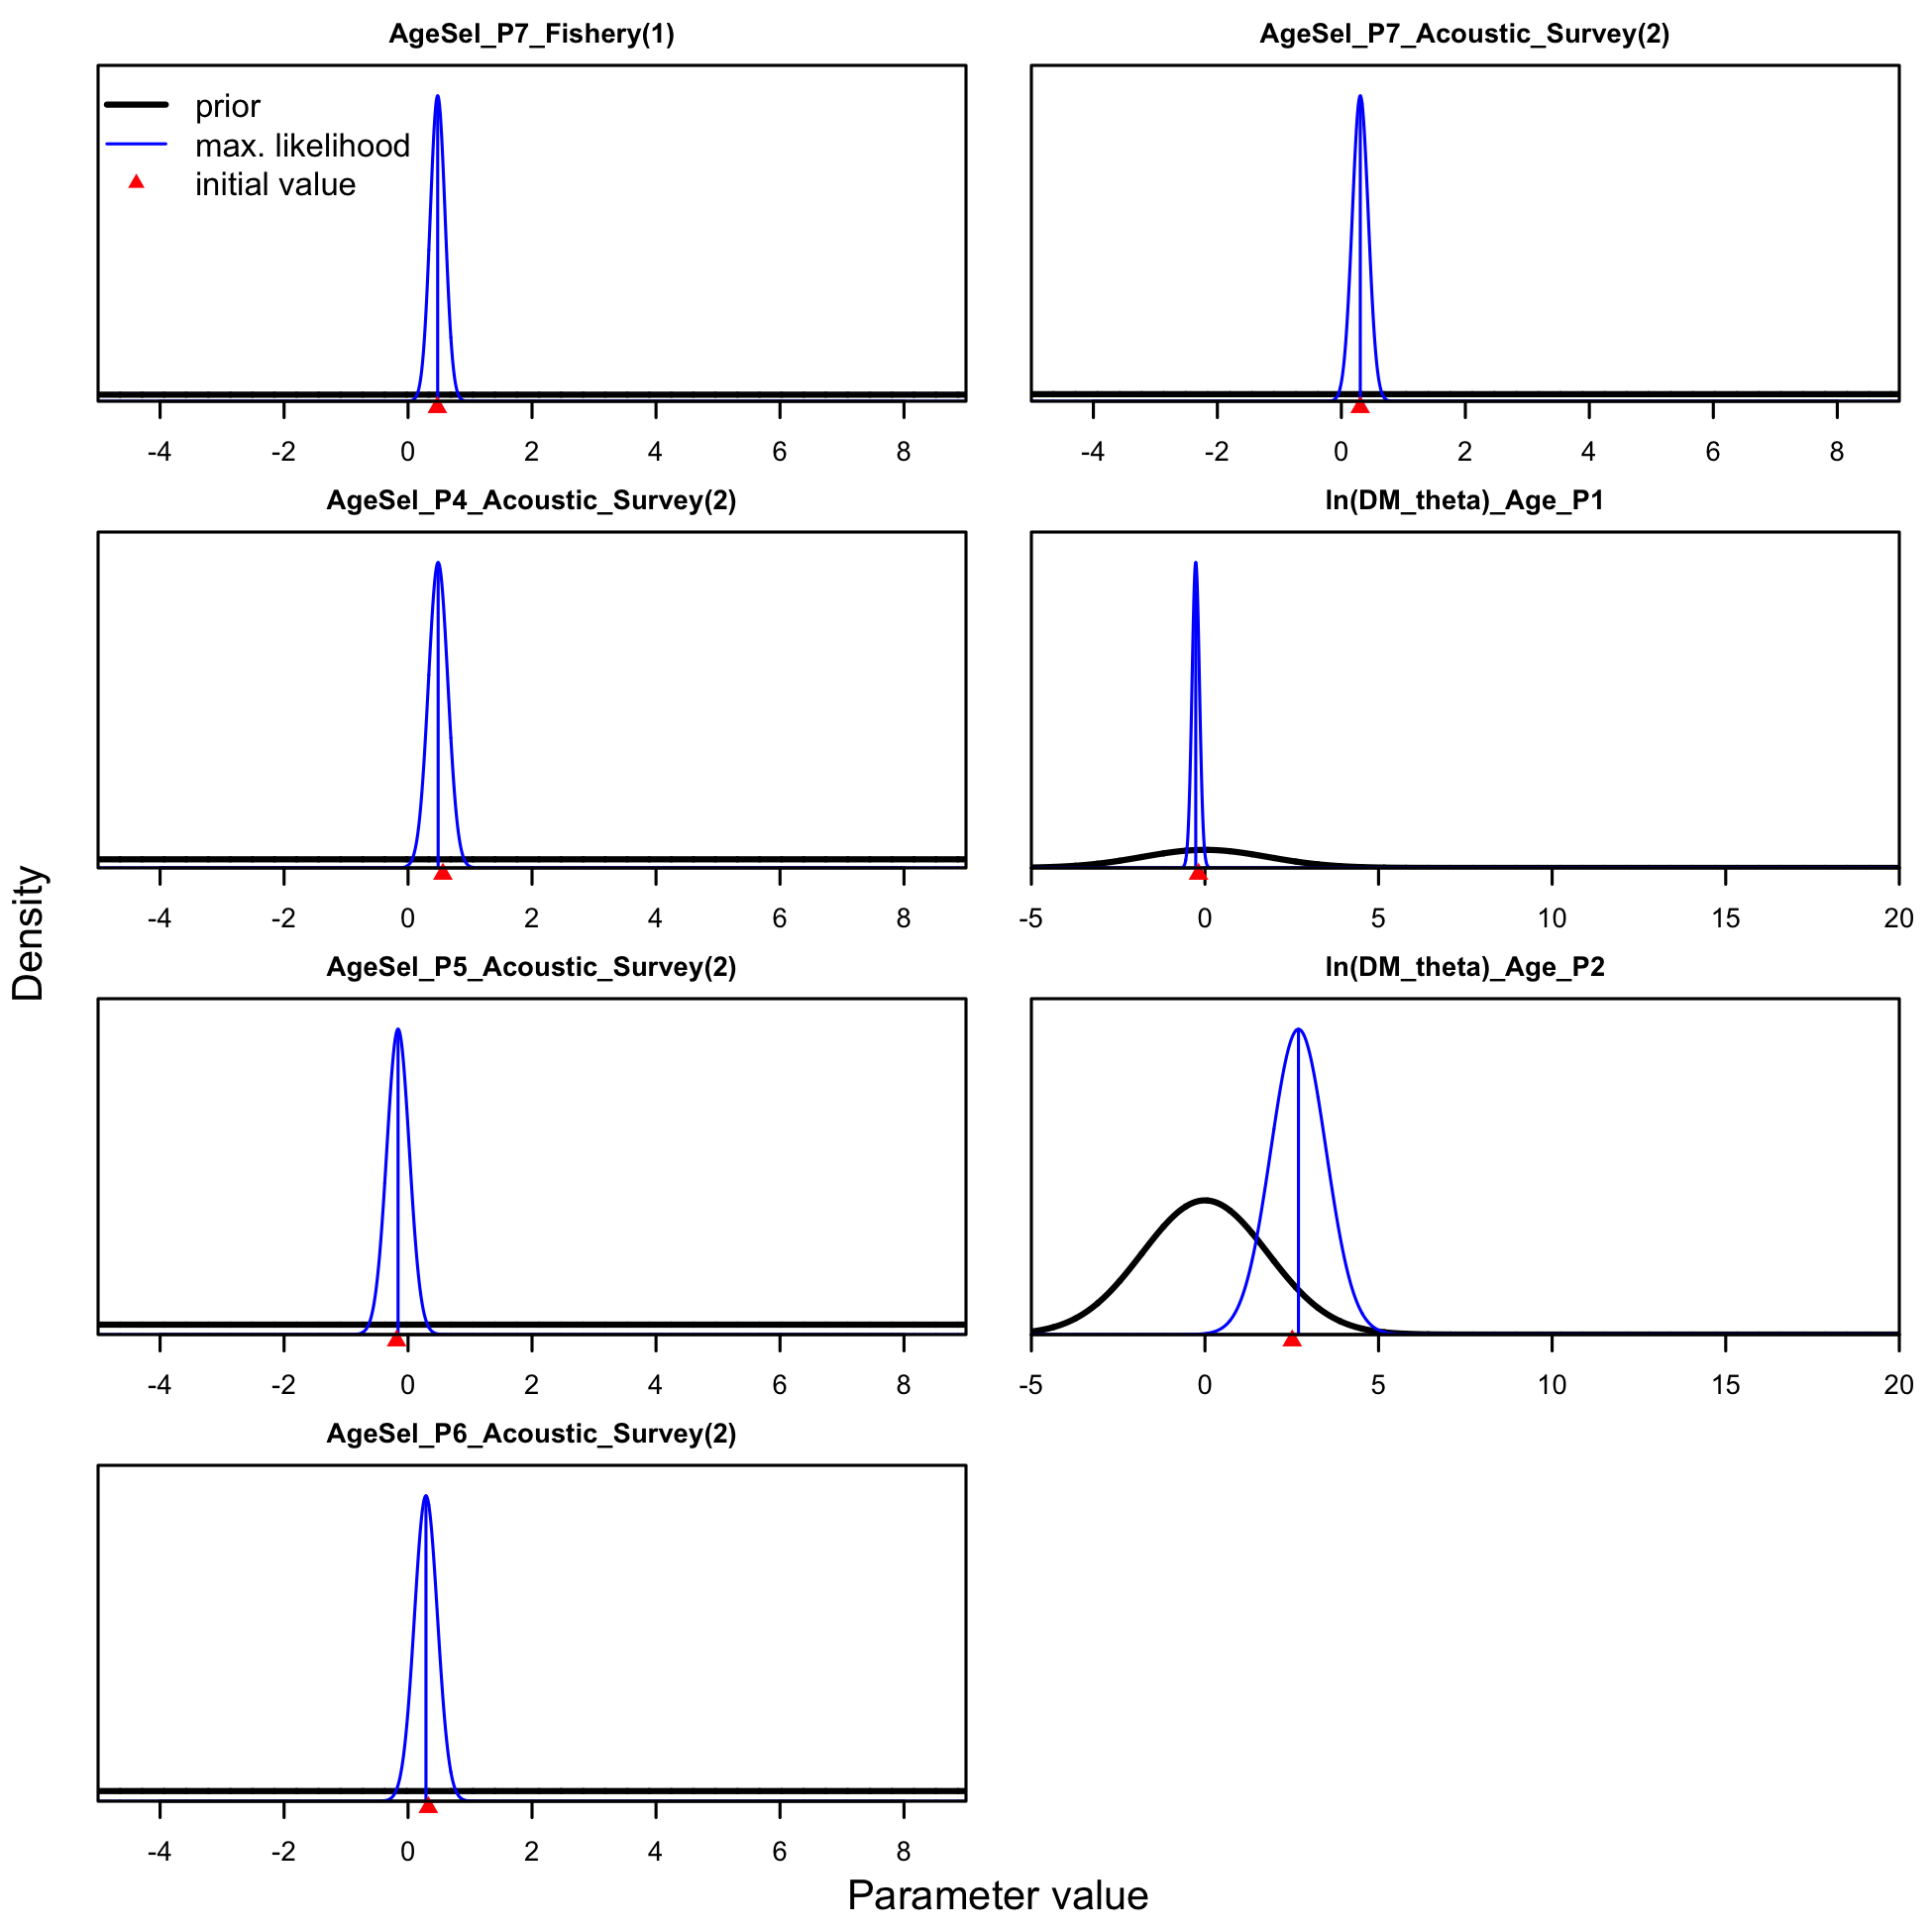 AgeSel_P7_Fishery(1)
prior
max. likelihood
initial value
-4 -2 0 2 4 6 8
AgeSel_P7_Acoustic_Survey(2)
-4 -2 0 2 4 6 8
AgeSel_P4_Acoustic_Survey(2)
-4 -2 0 2 4 6 8
ln(DM_theta)_Age_P1
-5 0 5 10 15 20
AgeSel_P5_Acoustic_Survey(2)
-4 -2 0 2 4 6 8
ln(DM_theta)_Age_P2
-5 0 5 10 15 20
AgeSel_P6_Acoustic_Survey(2)
-4 -2 0 2 4 6 8
Density
Parameter value